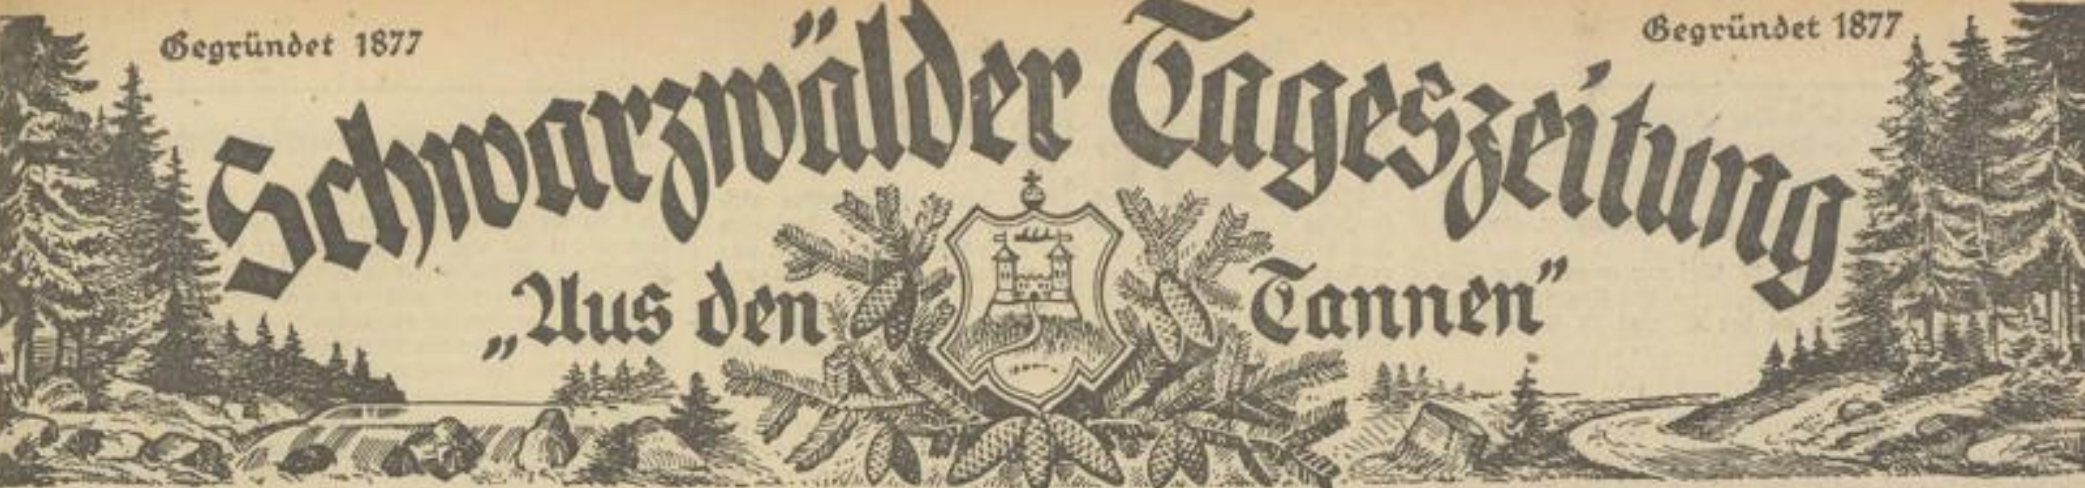 Gegründet 1877
Gegründet 1877
Schwarzwälder Tageszeitung
„Aus den Tannen"